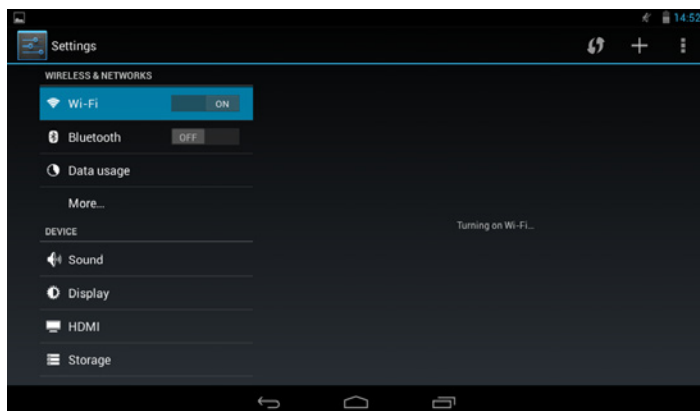 14:52
Settings
WIRELESS & NETWORKS
Wi-Fi ON
Bluetooth OFF
Data usage
More...
DEVICE
Sound
Display
HDMI
Storage
Turning on Wi-Fi...